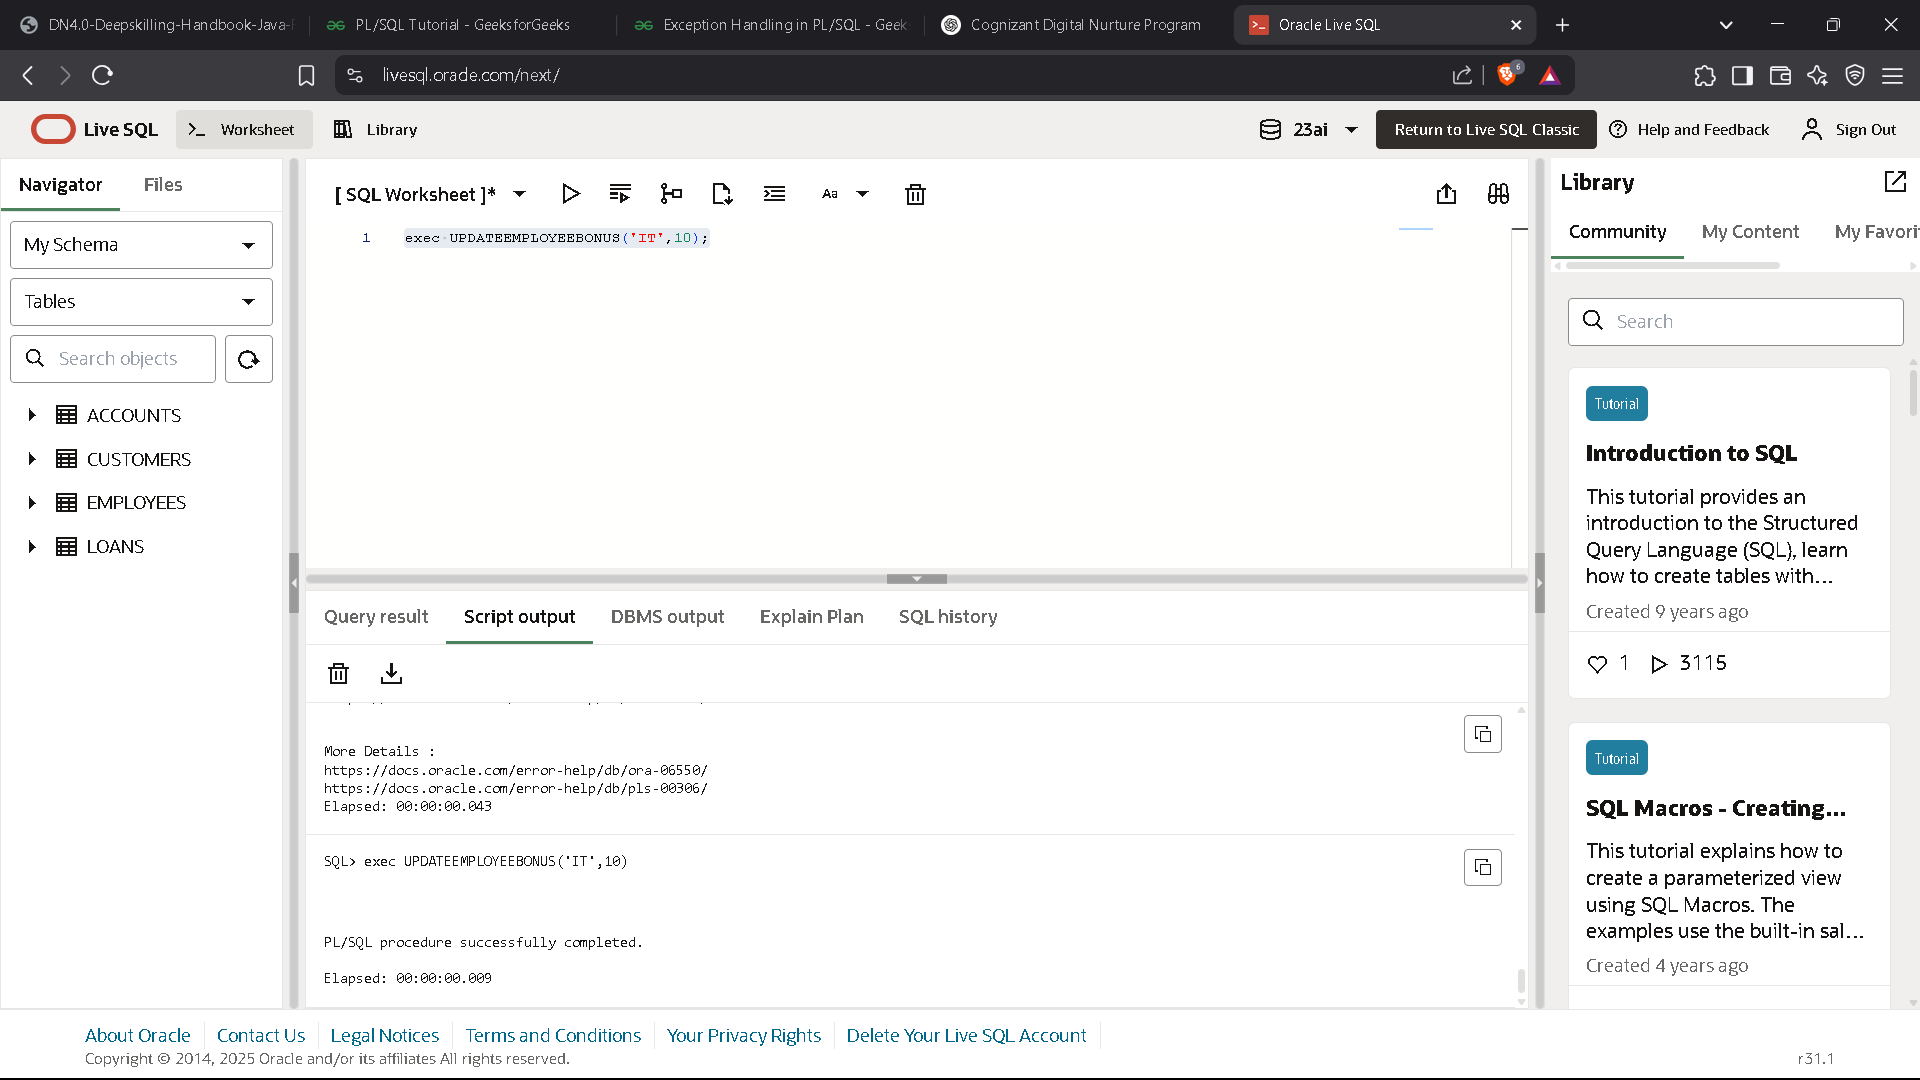 DN4.0-Deepskilling-Handbook-Java-F
PL/SQL Tutorial - GeeksforGeeks
Exception Handling in PL/SQL - Geek
Cognizant Digital Nurture Program
Oracle Live SQL
livesql.oracle.com/next/
6
Live SQL
Worksheet
Library
23ai
Return to Live SQL Classic
Help and Feedback
Sign Out
Navigator
Files
My Schema
Tables
Search objects
ACCOUNTS
CUSTOMERS
EMPLOYEES
LOANS
[ SQL Worksheet ]*
Aa
1 exec UPDATEEMPLOYEEBONUS('IT',10);
Query result
Script output
DBMS output
Explain Plan
SQL history
More Details :
https://docs.oracle.com/error-help/db/ora-06550/
https://docs.oracle.com/error-help/db/pls-00306/
Elapsed: 00:00:00.043
SQL> exec UPDATEEMPLOYEEBONUS('IT',10)
PL/SQL procedure successfully completed.
Elapsed: 00:00:00.009
Library
Community
My Content
My Favori
Search
Tutorial
Introduction to SQL
This tutorial provides an
introduction to the Structured
Query Language (SQL), learn
how to create tables with...
Created 9 years ago
1
3115
Tutorial
SQL Macros - Creating...
This tutorial explains how to
create a parameterized view
using SQL Macros. The
examples use the built-in sal...
Created 4 years ago
About Oracle
Contact Us
Legal Notices
Terms and Conditions
Your Privacy Rights
Delete Your Live SQL Account
Copyright © 2014, 2025 Oracle and/or its affiliates All rights reserved.
r31.1